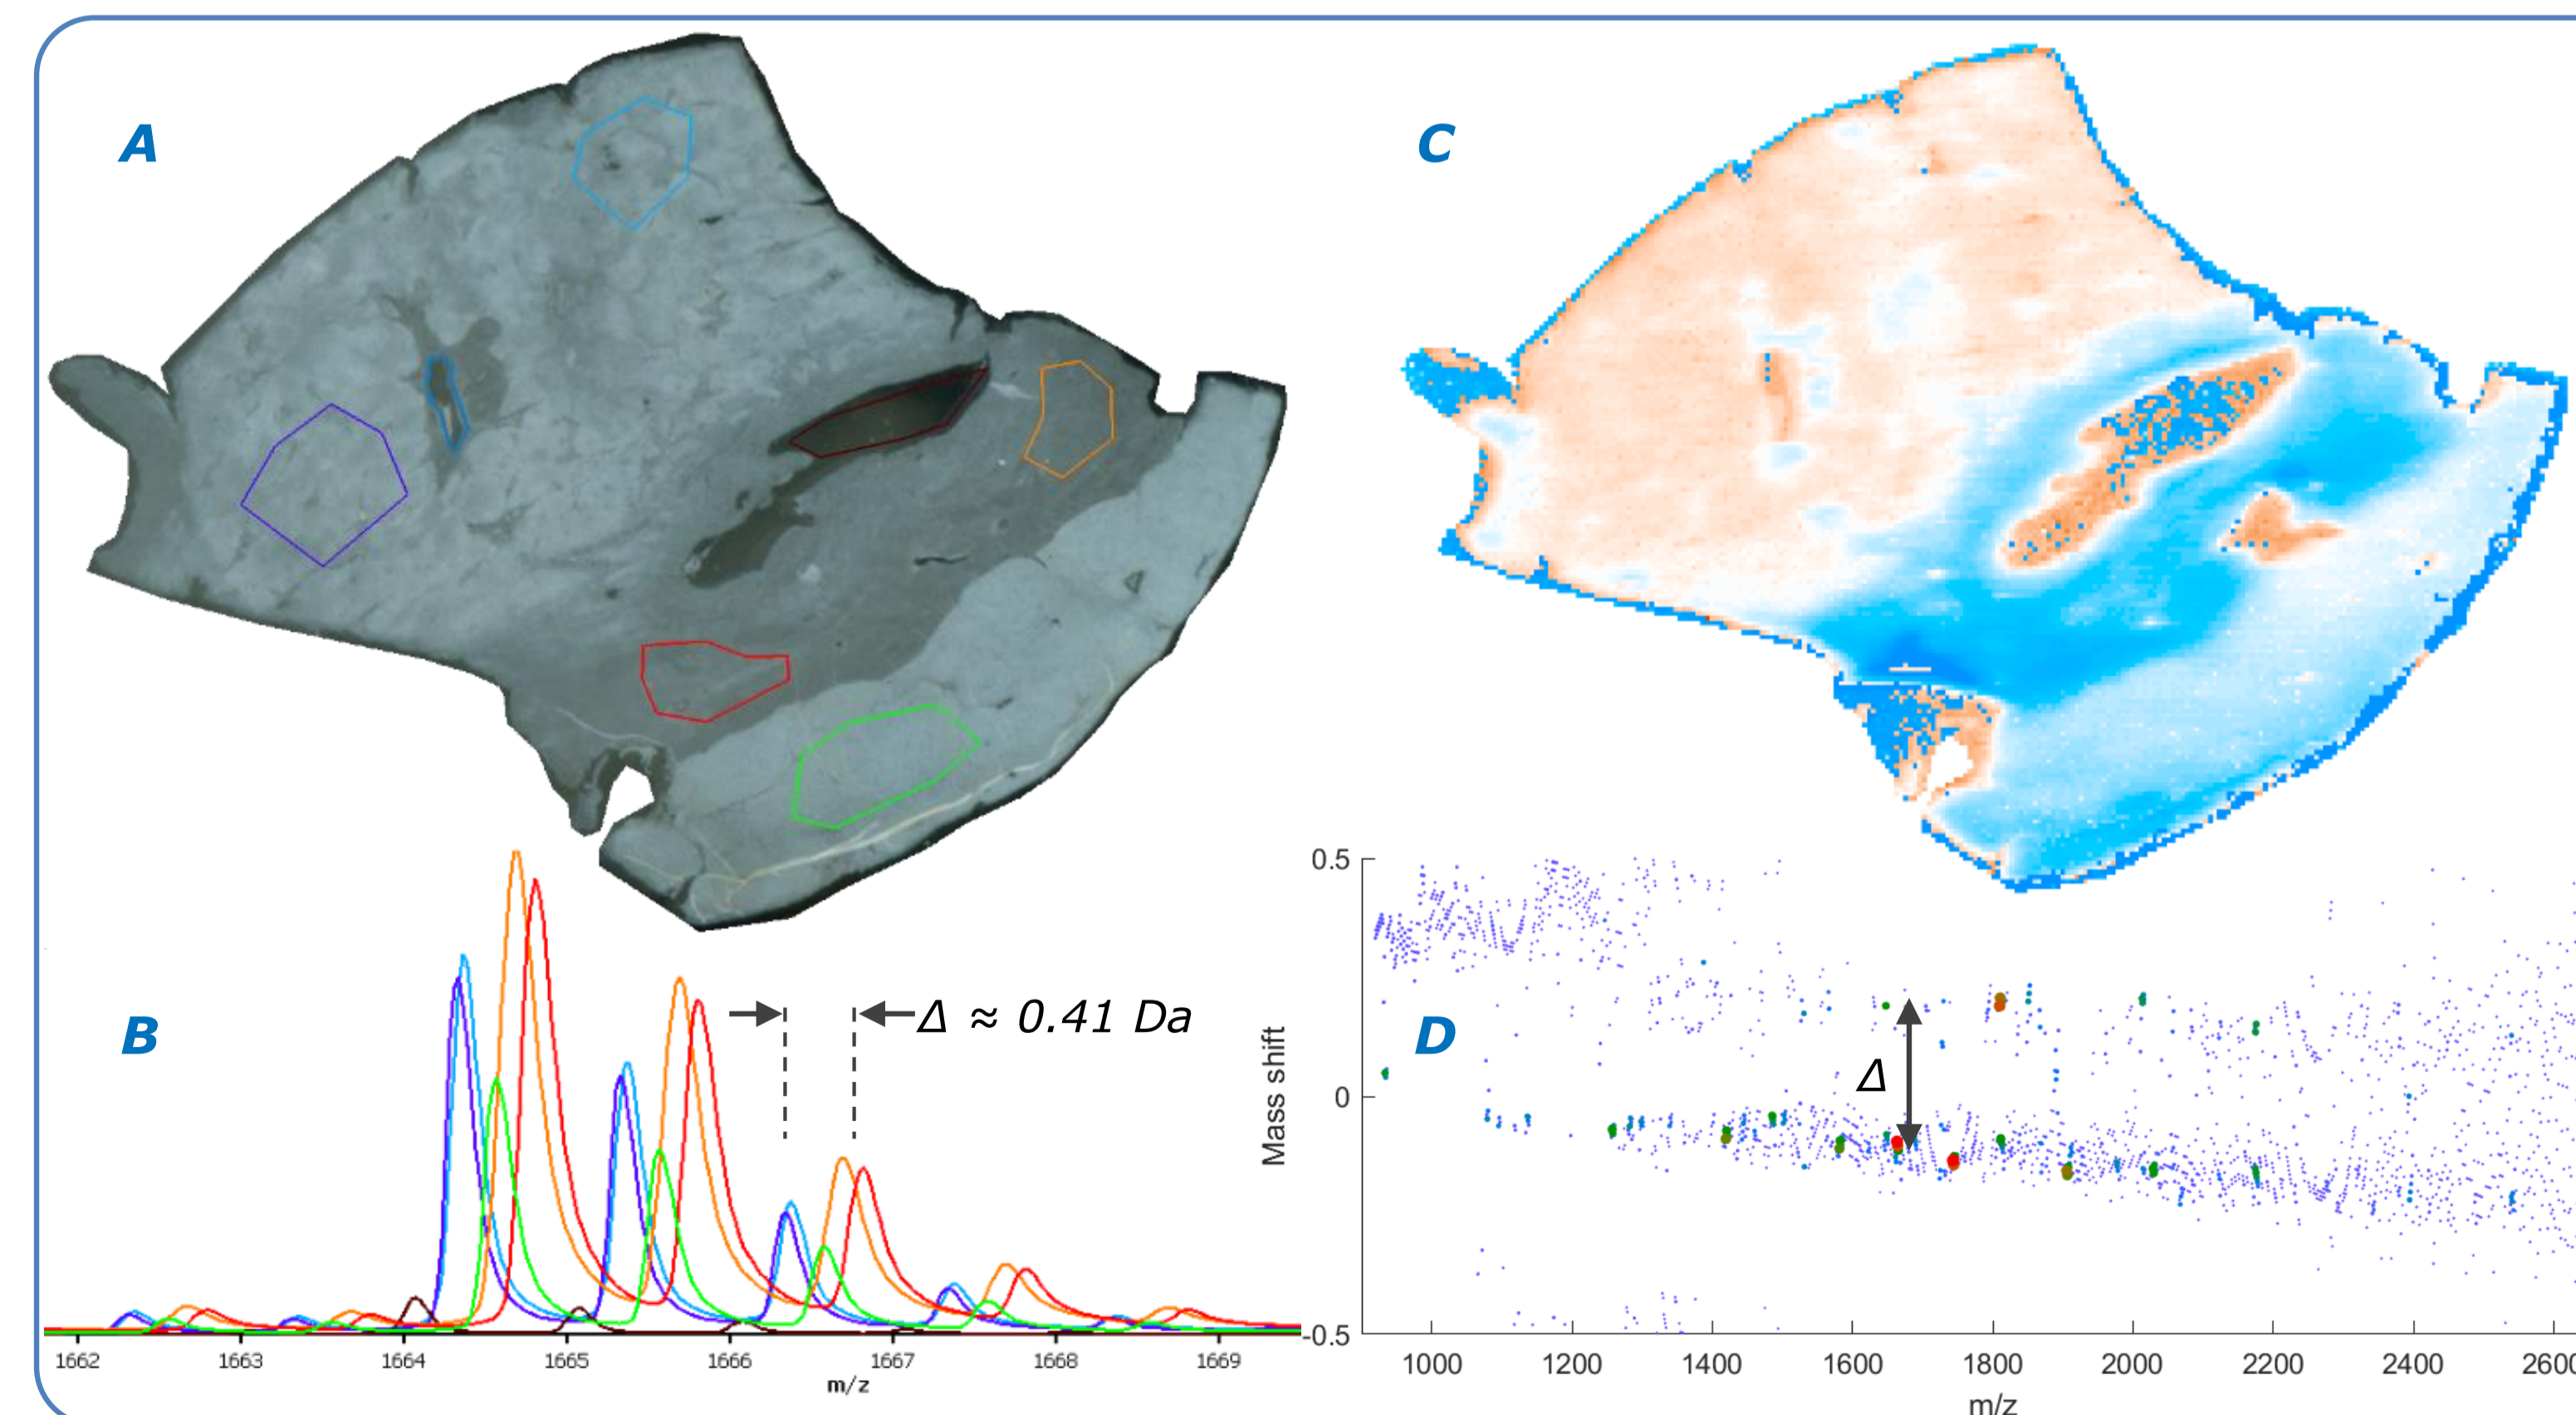 A
C
B
Δ ≈ 0.41 Da
1662 1663 1664 1665 1666 1667 1668 1669
m/z
0.5
0
-0.5
Mass shift
D
Δ
1000 1200 1400 1600 1800 2000 2200 2400 2600
m/z